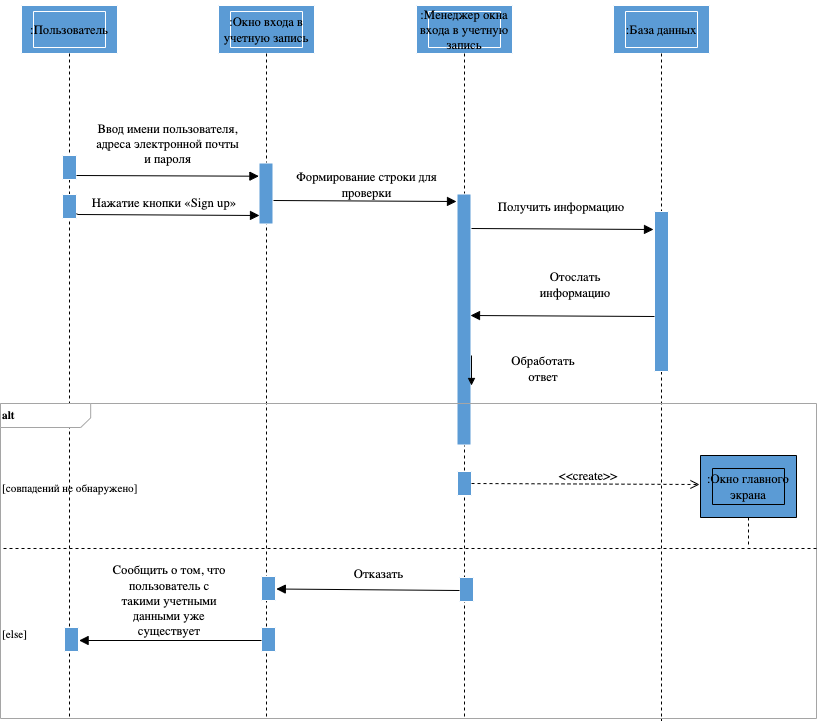 :Пользователь
:Окно входа в
учетную запись
:Менеджер окна
входа в учетную
запись
:База данных
Ввод имени пользователя,
адреса электронной почты
и пароля
Формирование строки для
проверки
Нажатие кнопки «Sign up»
Получить информацию
Отослать
информацию
Обработать
ответ
alt
[совпадений не обнаружено]
<<create>>
:Окно главного
экрана
Сообщить о том, что
пользователь с
такими учетными
данными уже
существует
Отказать
[else]